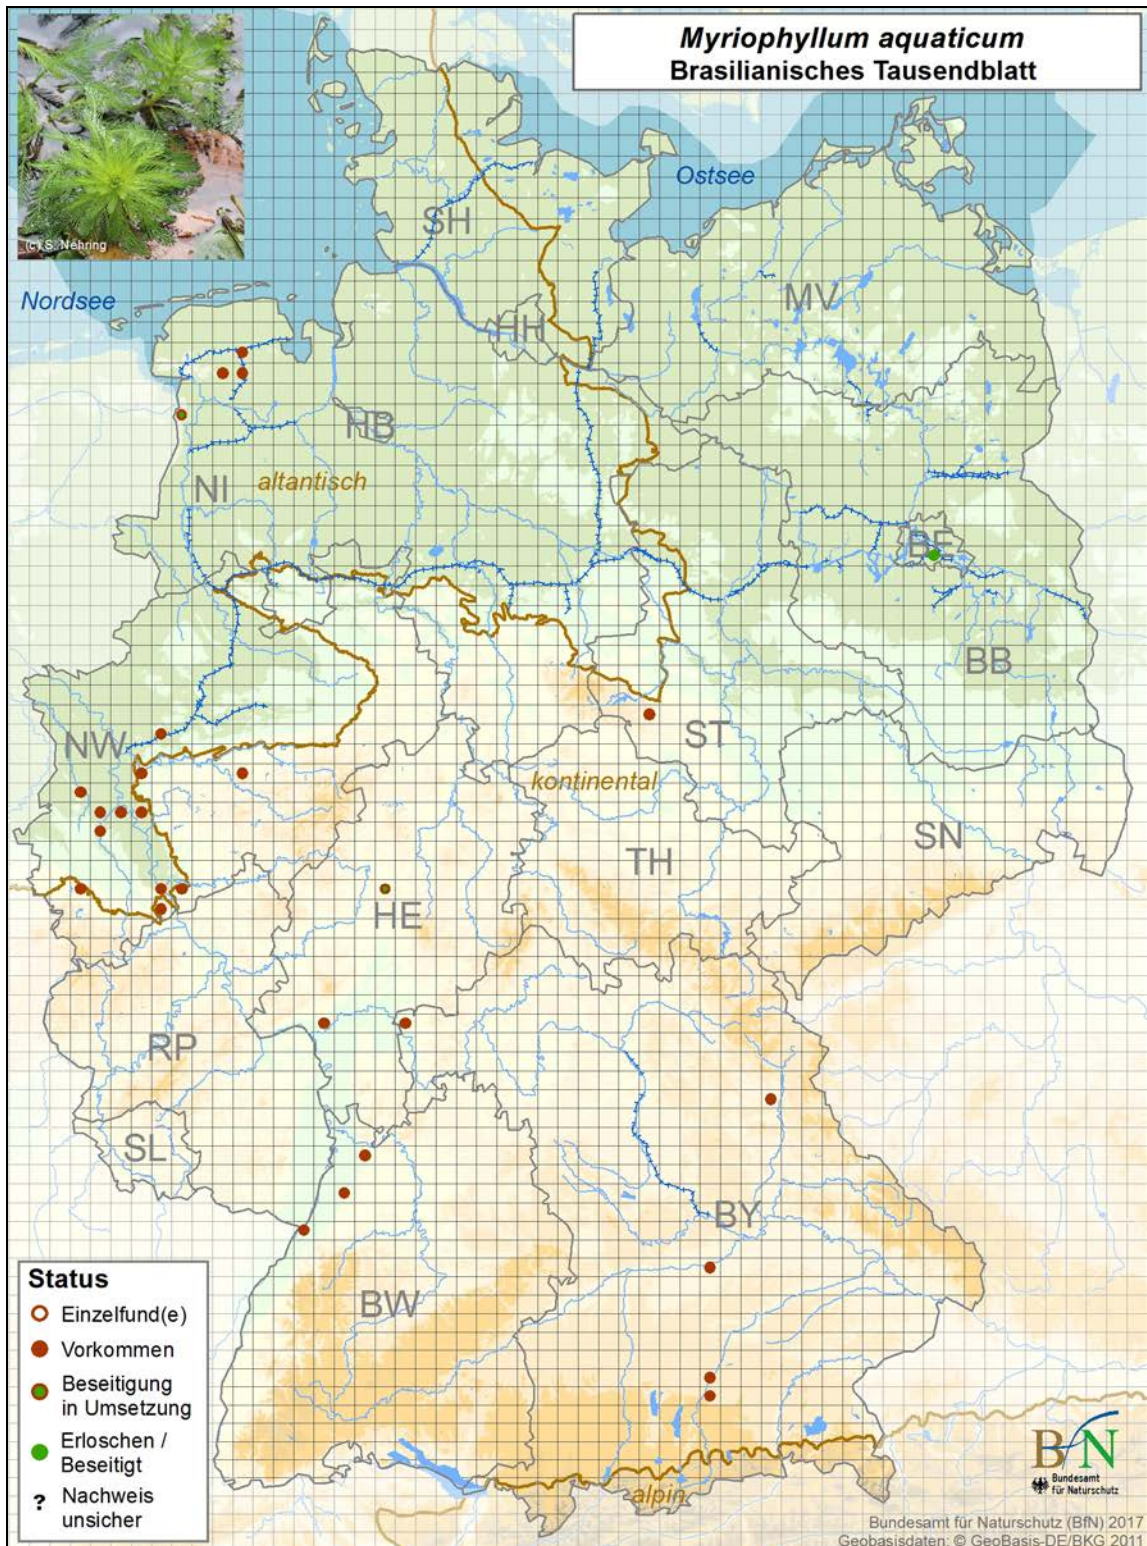 Myriophyllum aquaticum
Brasilianisches Tausendblatt
(c) S. Nehring
Ostsee
SH
Nordsee
MV
HH
HB
NI
altantisch
BE
BB
NW
ST
kontinental
SN
TH
HE
RP
SL
BY
BW
alpin
Status
Einzelfund(e)
Vorkommen
Beseitigung
in Umsetzung
Erloschen /
Beseitigt
? Nachweis
unsicher
BfN
Bundesamt
für Naturschutz
Bundesamt für Naturschutz (BfN) 2017
Geobasisdaten: © GeoBasis-DE/BKG 2011